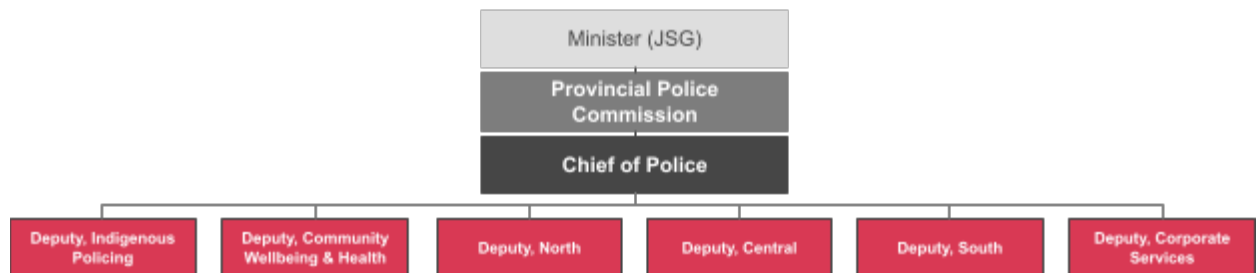 Minister (JSG)
Provincial Police
Commission
Chief of Police
Deputy, Indigenous
Policing
Deputy, Community
Wellbeing & Health
Deputy, North
Deputy, Central
Deputy, South
Deputy, Corporate
Services